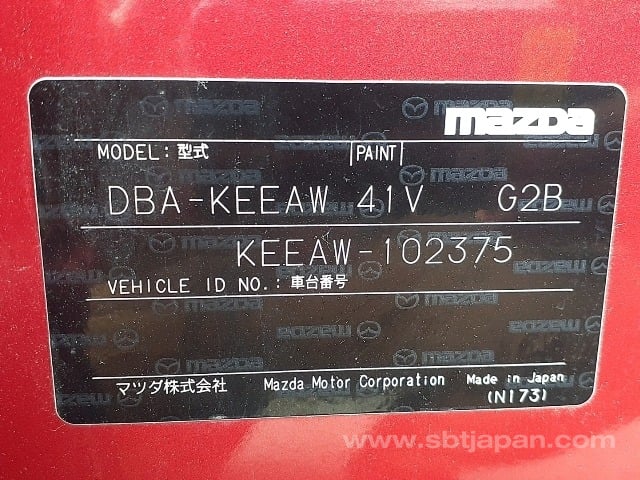 mazda
MODEL: 型式 PAINT
DBA-KEEAW 41V G2B
KEEAW-102375
VEHICLE ID NO.: 車台番号
マツダ株式会社 Mazda Motor Corporation Made in Japan
(N173)
www.sbtjapan.com